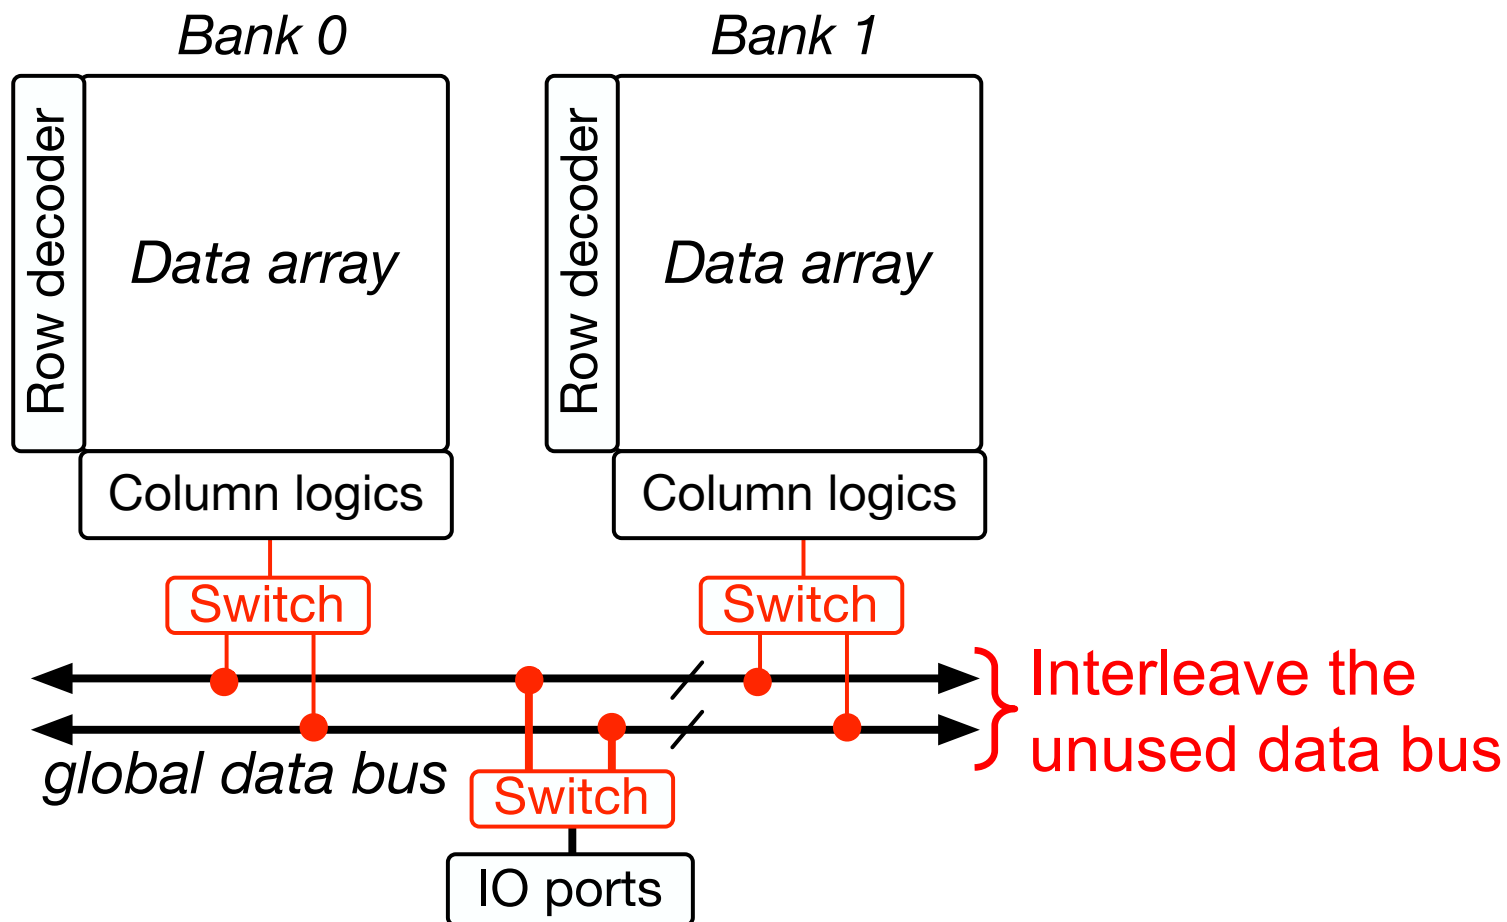 Bank 0
Bank 1
Row decoder
Data array
Row decoder
Data array
Column logics
Column logics
Switch
Switch
Interleave the
unused data bus
global data bus
Switch
IO ports